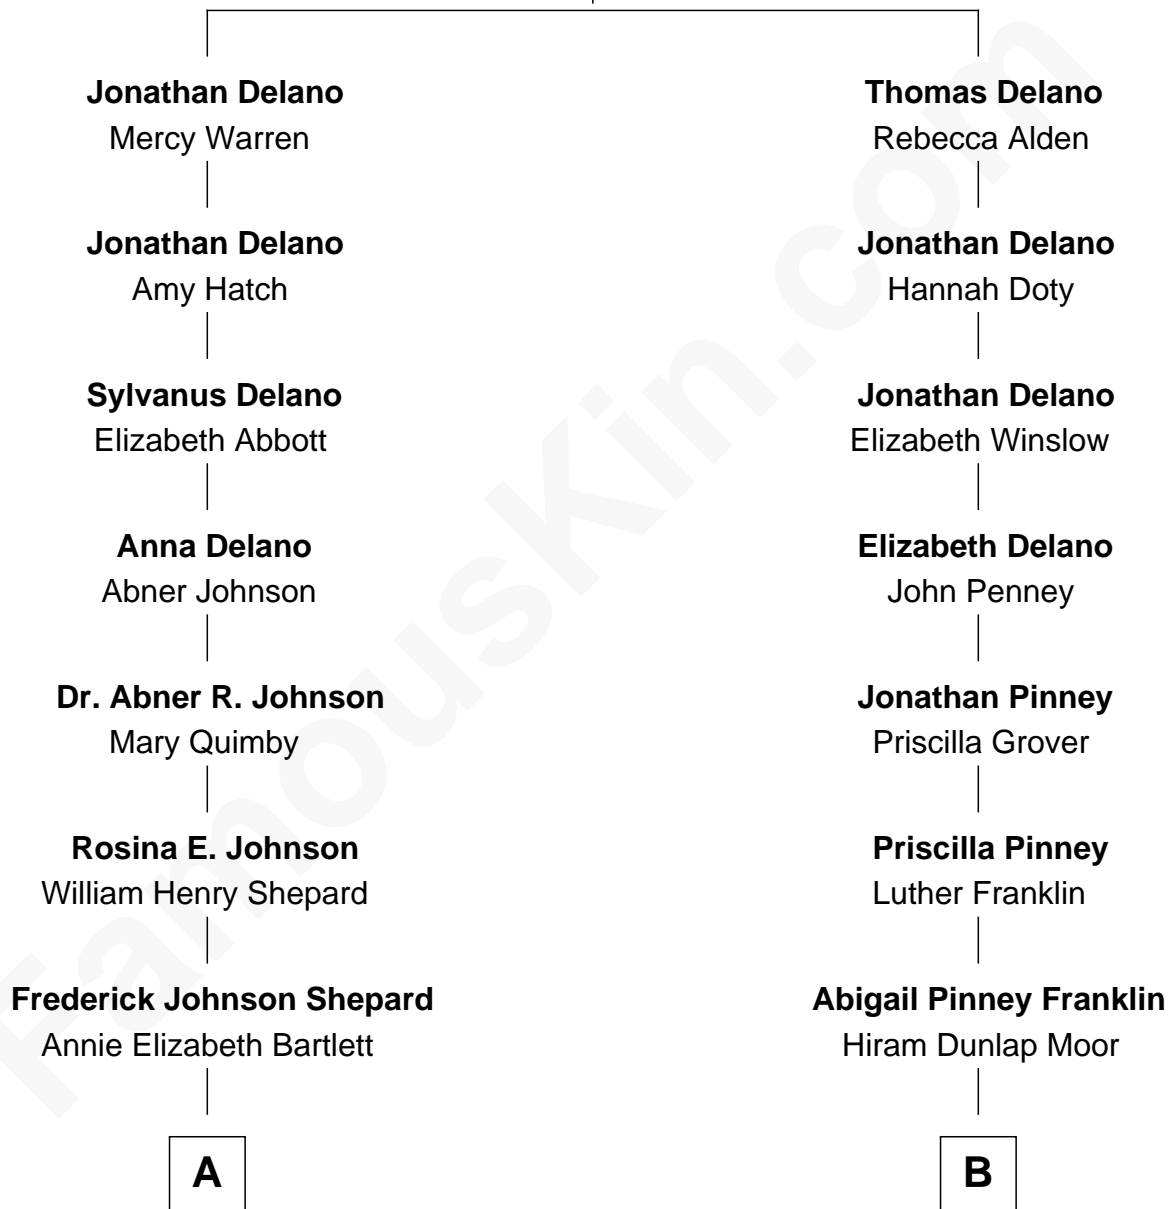 Jonathan Delano
Mercy Warren
Thomas Delano
Rebecca Alden
Jonathan Delano
Amy Hatch
Jonathan Delano
Hannah Doty
Sylvanus Delano
Elizabeth Abbott
Jonathan Delano
Elizabeth Winslow
Anna Delano
Abner Johnson
Elizabeth Delano
John Penney
Dr. Abner R. Johnson
Mary Quimby
Jonathan Pinney
Priscilla Grover
Rosina E. Johnson
William Henry Shepard
Priscilla Pinney
Luther Franklin
Frederick Johnson Shepard
Annie Elizabeth Bartlett
Abigail Pinney Franklin
Hiram Dunlap Moor
A
B
FamousKin.com